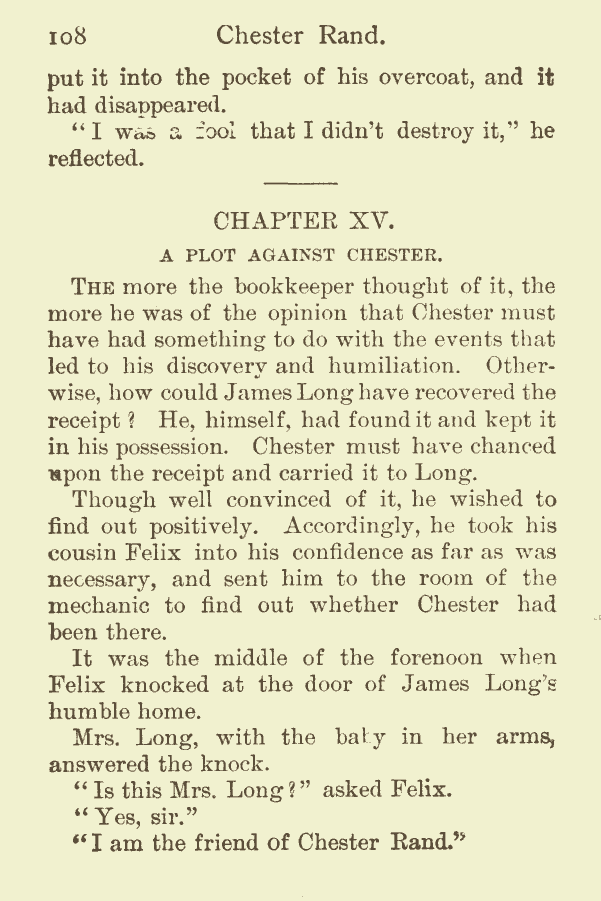 108 Chester Rand.
put it into the pocket of his overcoat, and it
had disappeared.
“I was a fool that I didn’t destroy it,” he
reflected.
CHAPTER XV.
A PLOT AGAINST CHESTER.
THE more the bookkeeper thought of it, the
more he was of the opinion that Chester must
have had something to do with the events that
led to his discovery and humiliation. Other-
wise, how could James Long have recovered the
receipt? He, himself, had found it and kept it
in his possession. Chester must have chanced
upon the receipt and carried it to Long.
Though well convinced of it, he wished to
find out positively. Accordingly, he took his
cousin Felix into his confidence as far as was
necessary, and sent him to the room of the
mechanic to find out whether Chester had
been there.
It was the middle of the forenoon when
Felix knocked at the door of James Long’s
humble home.
Mrs. Long, with the baby in her arms,
answered the knock.
“Is this Mrs. Long?” asked Felix.
“Yes, sir.”
“I am the friend of Chester Rand.”